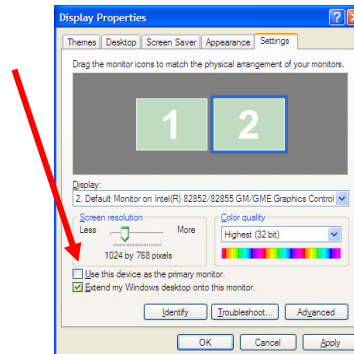 Display Properties
Themes Desktop Screen Saver Appearance Settings
Drag the monitor icons to match the physical arrangement of your monitors.
1 2
Display:
2. Default Monitor on Intel(R) 82852/82855 GM/GME Graphics Control
Screen resolution
Less More
1024 by 768 pixels
Color quality
Highest (32 bit)
Use this device as the primary monitor.
Extend my Windows desktop onto this monitor.
Identify Troubleshoot... Advanced
OK Cancel Apply